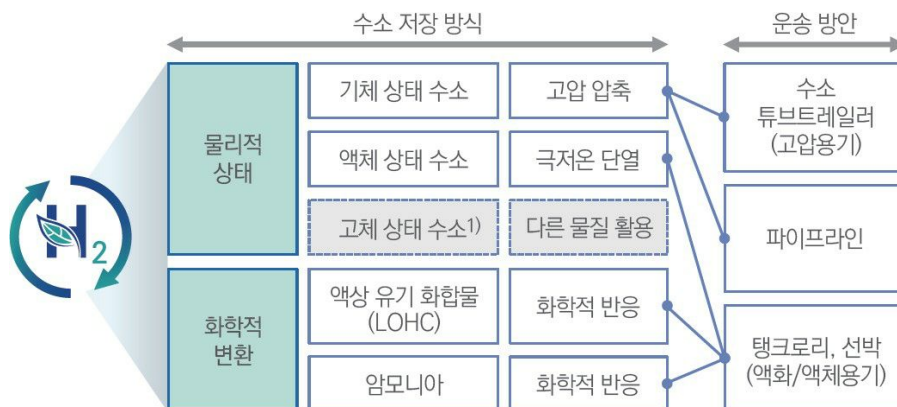 수소 저장 방식
운송 방안
H2
물리적
상태
기체 상태 수소
고압 압축
액체 상태 수소
극저온 단열
고체 상태 수소1)
다른 물질 활용
화학적
변환
액상 유기 화합물
(LOHC)
화학적 반응
암모니아
화학적 반응
수소
튜브트레일러
(고압용기)
파이프라인
탱크로리, 선박
(액화/액체용기)